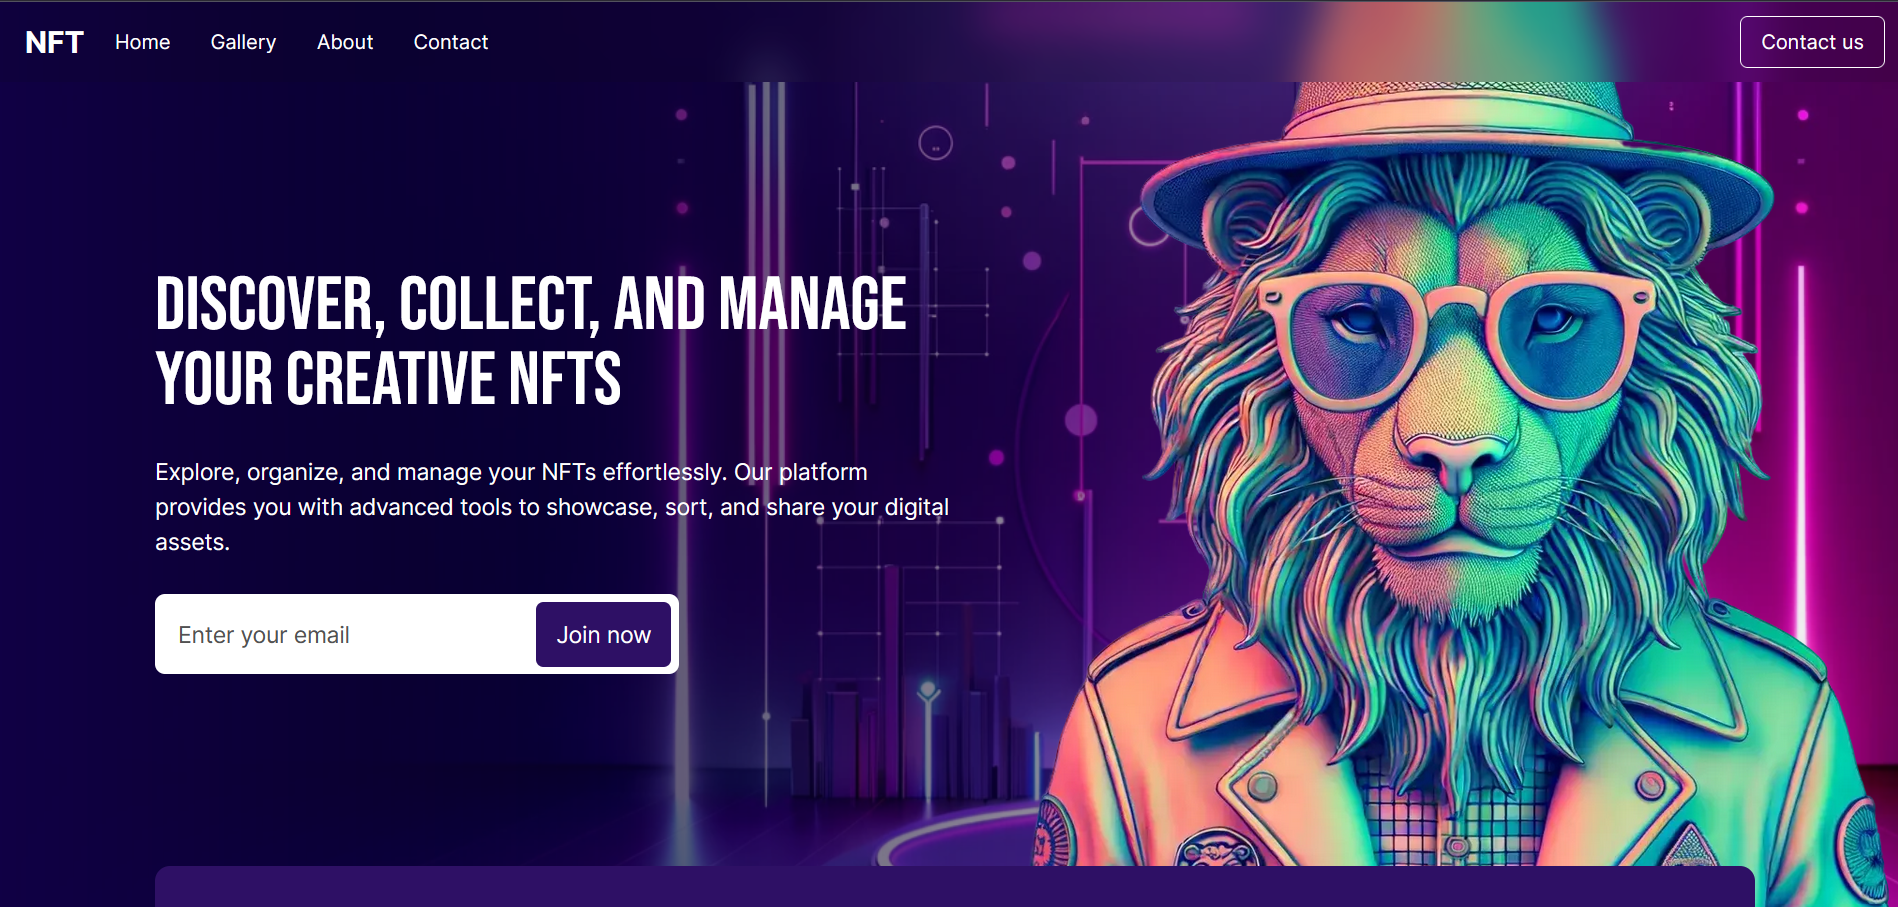 NFT
Home
Gallery
About
Contact
Contact us
DISCOVER, COLLECT, AND MANAGE
YOUR CREATIVE NFTS
Explore, organize, and manage your NFTs effortlessly. Our platform
provides you with advanced tools to showcase, sort, and share your digital
assets.
Enter your email
Join now